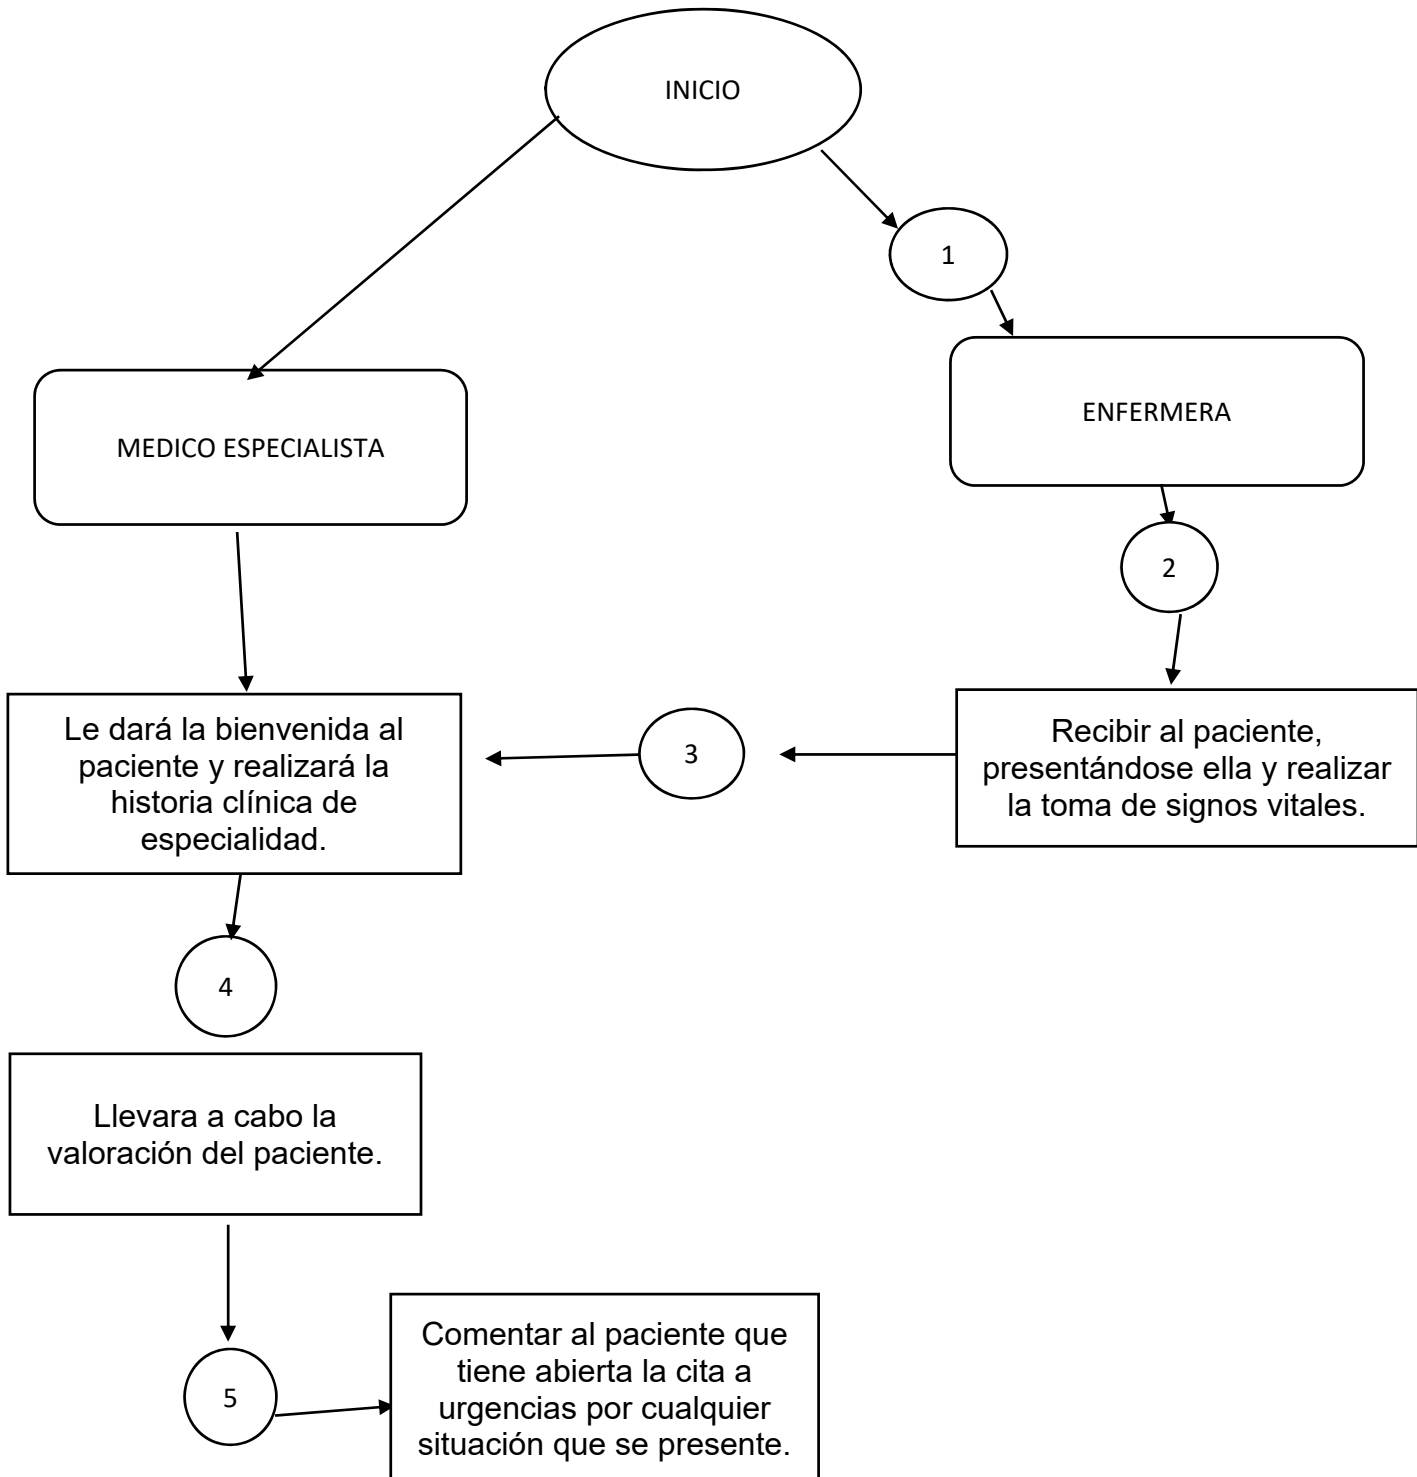 INICIO
1
ENFERMERA
MEDICO ESPECIALISTA
2
Recibir al paciente,
presentándose ella y realizar
la toma de signos vitales.
3
Le dará la bienvenida al
paciente y realizará la
historia clínica de
especialidad.
4
Llevara a cabo la
valoración del paciente.
5
Comentar al paciente que
tiene abierta la cita a
urgencias por cualquier
situación que se presente.